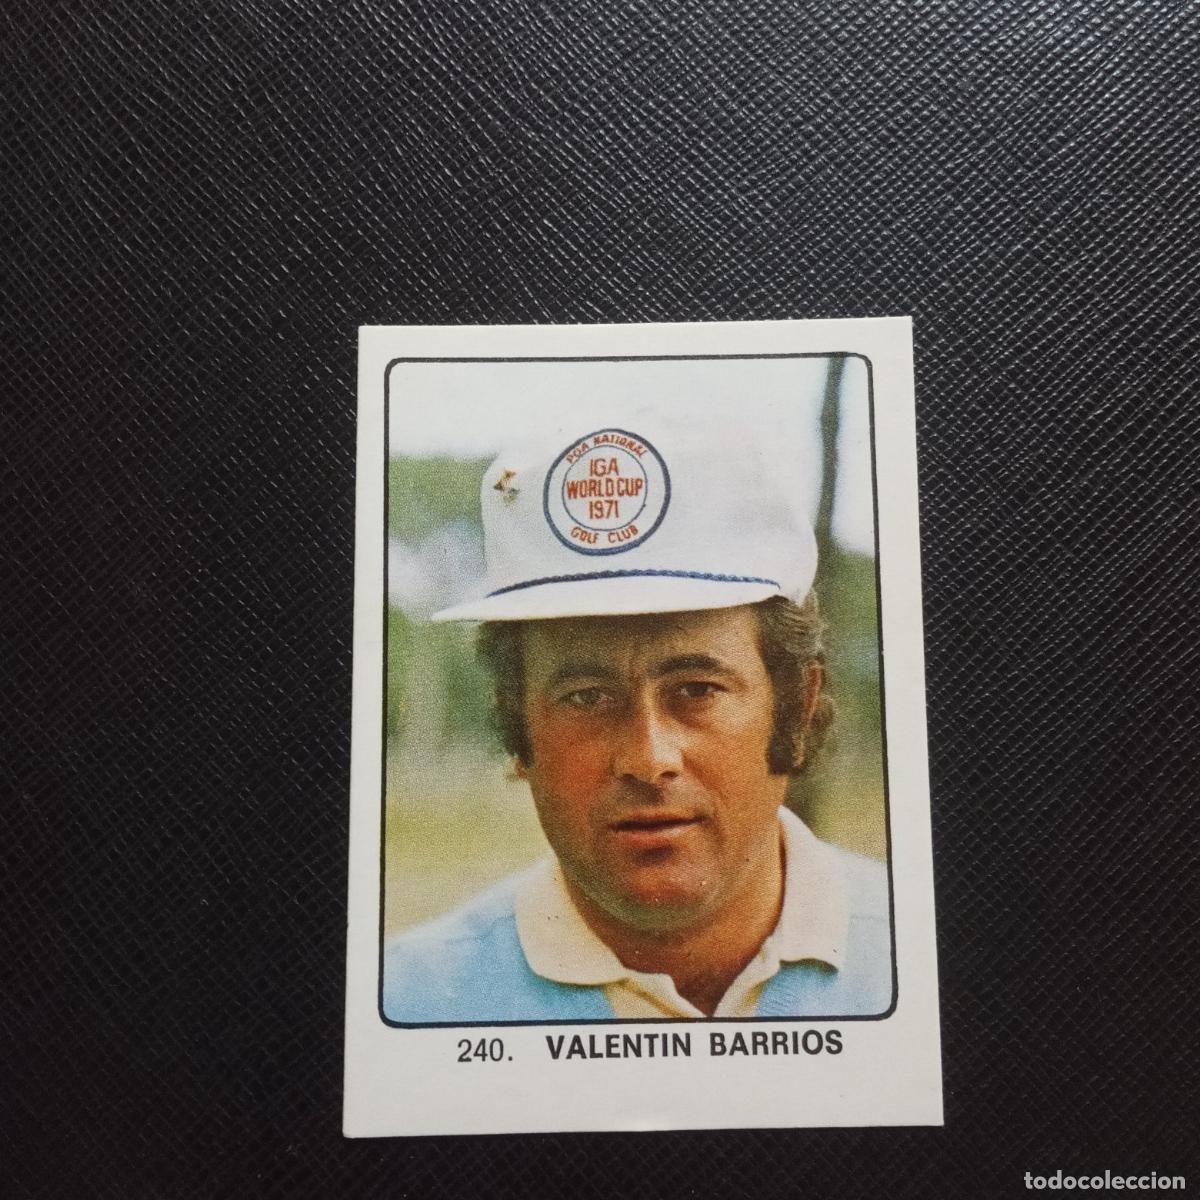 PGA NATIONAL
IGA
WORLD CUP
1971
GOLF CLUB
240. VALENTIN BARRIOS
todocoleccion